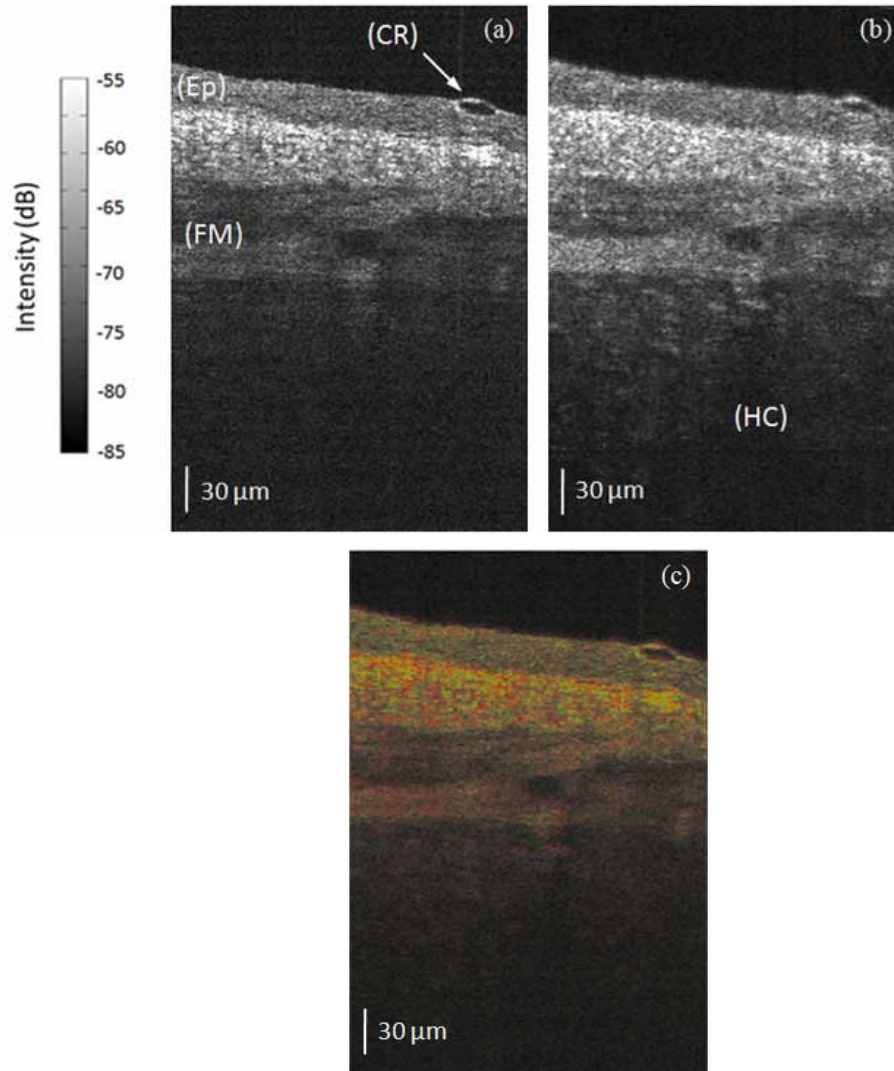 Intensity (dB)
-55
-60
-65
-70
-75
-80
-85
(a)
(CR)
(Ep)
(FM)
30 µm
(b)
(HC)
30 µm
(c)
30 µm